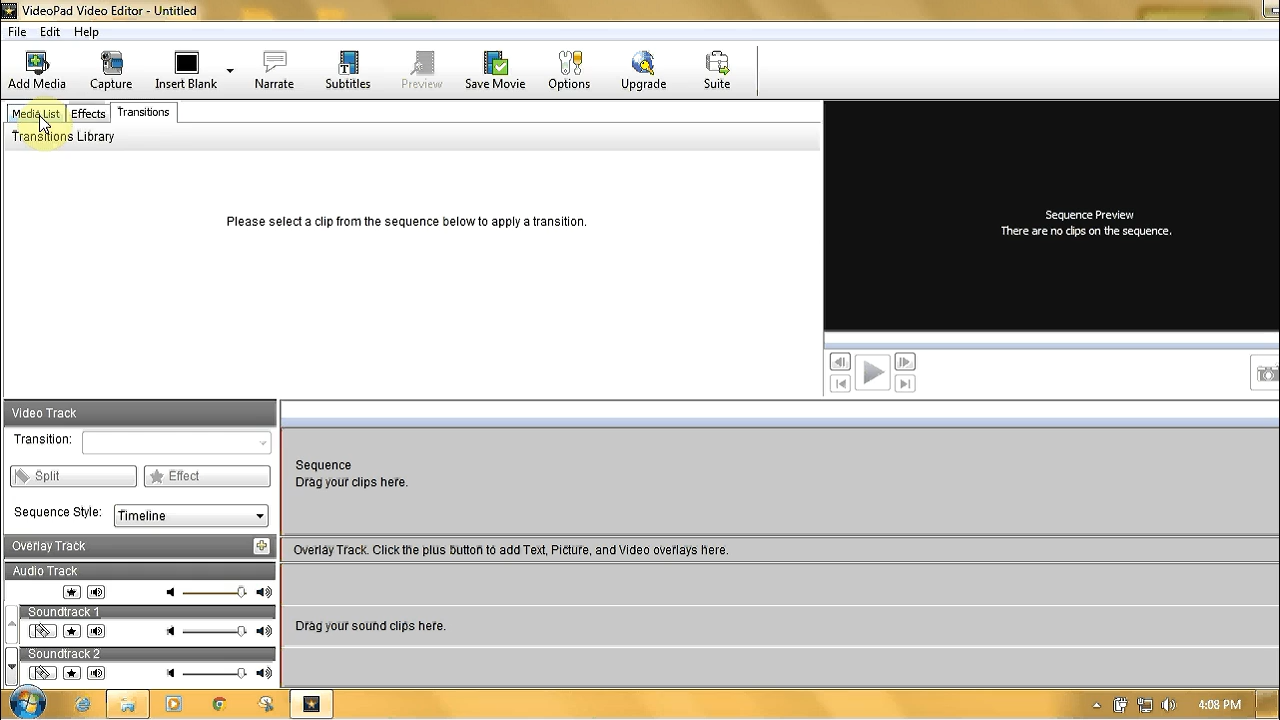 VideoPad Video Editor - Untitled
File Edit Help
Add Media Capture Insert Blank Narrate Subtitles Preview Save Movie Options Upgrade Suite
Media List Effects Transitions
Transitions Library
Please select a clip from the sequence below to apply a transition.
Sequence Preview
There are no clips on the sequence.
Video Track
Transition:
Split Effect
Sequence
Drag your clips here.
Sequence Style: Timeline
Overlay Track
Overlay Track. Click the plus button to add Text, Picture, and Video overlays here.
Audio Track
Soundtrack 1
Drag your sound clips here.
Soundtrack 2
4:08 PM